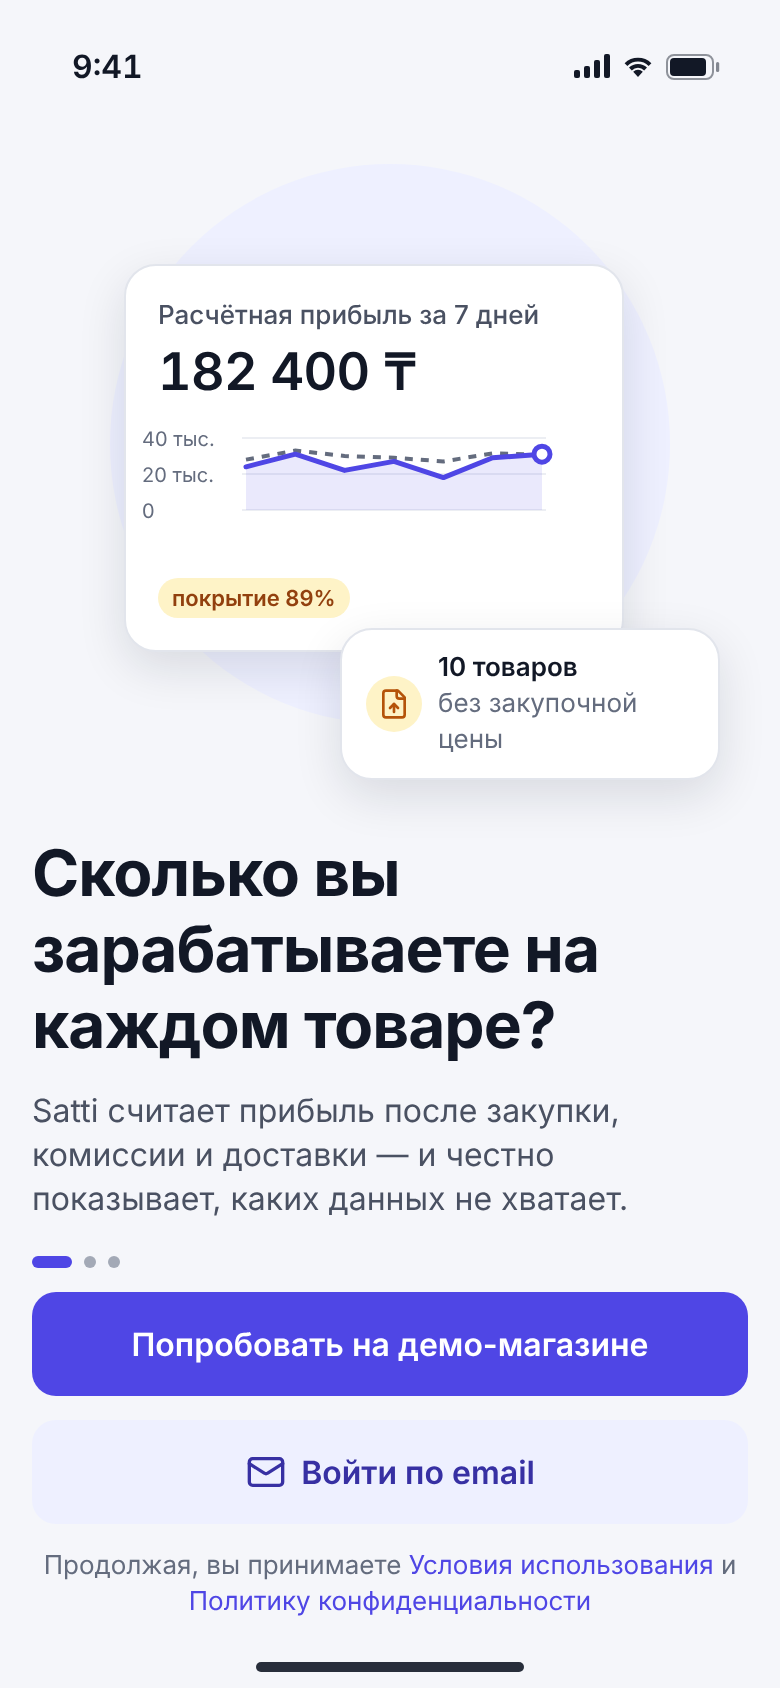 9:41
Расчётная прибыль за 7 дней
182 400 ₸
40 тыс.
20 тыс.
0
покрытие 89%
10 товаров
без закупочной
цены
Сколько вы
зарабатываете на
каждом товаре?
Satti считает прибыль после закупки,
комиссии и доставки — и честно
показывает, каких данных не хватает.
Попробовать на демо-магазине
Войти по email
Продолжая, вы принимаете Условия использования и
Политику конфиденциальности